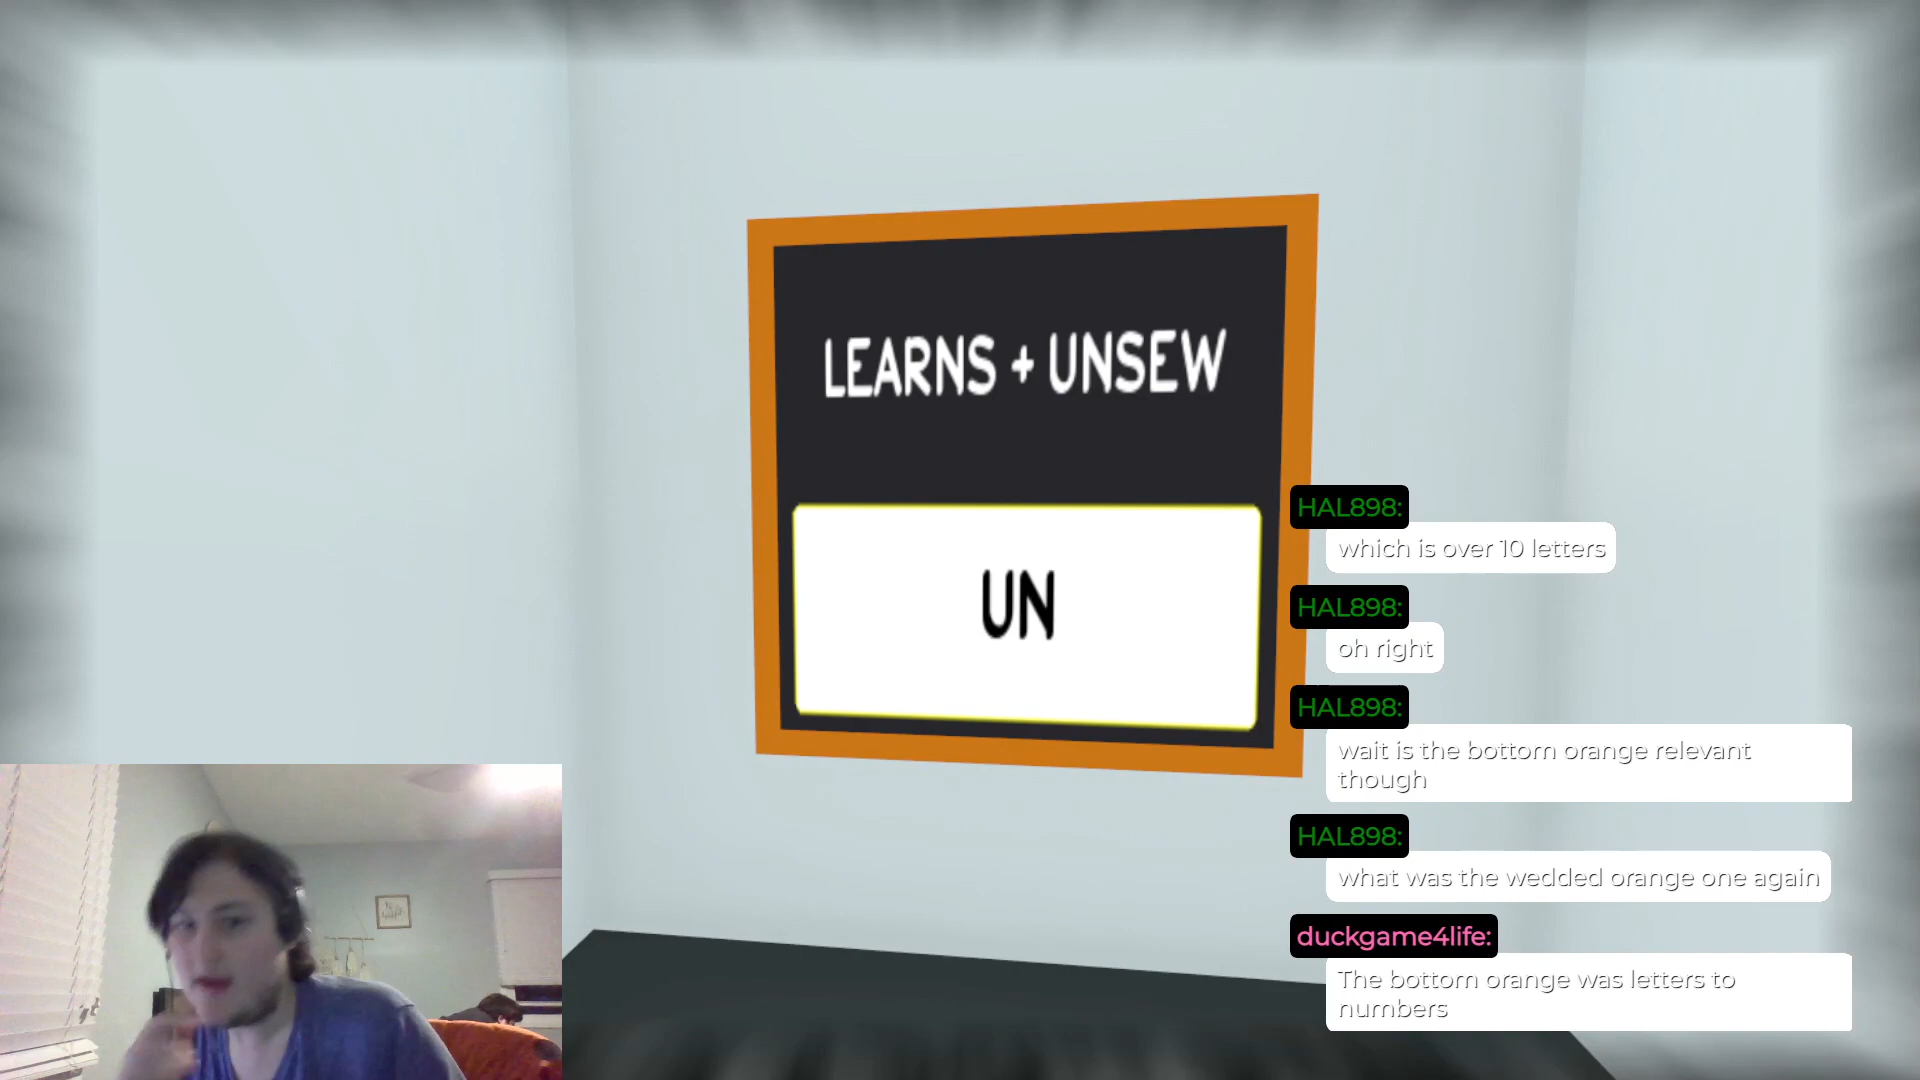 LEARNS + UNSEW
UN
HAL898:
which is over 10 letters
HAL898:
oh right
HAL898:
wait is the bottom orange relevant
though
HAL898:
what was the wedded orange one again
duckgame4life:
The bottom orange was letters to
numbers